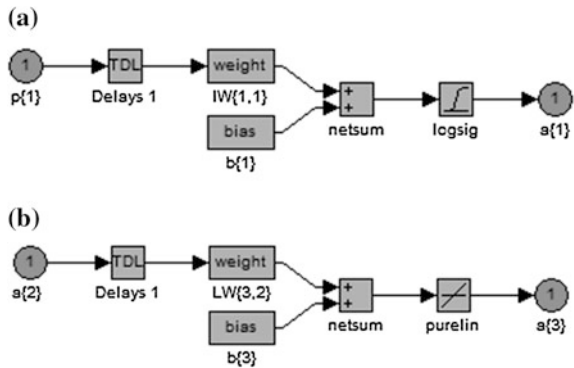 (a)
1 TDL weight + + 1
p{1} Delays 1 IW{1,1} netsum logsig a{1}
bias
b{1}
(b)
1 TDL weight + + 1
a{2} Delays 1 LW{3,2} netsum purelin a{3}
bias
b{3}